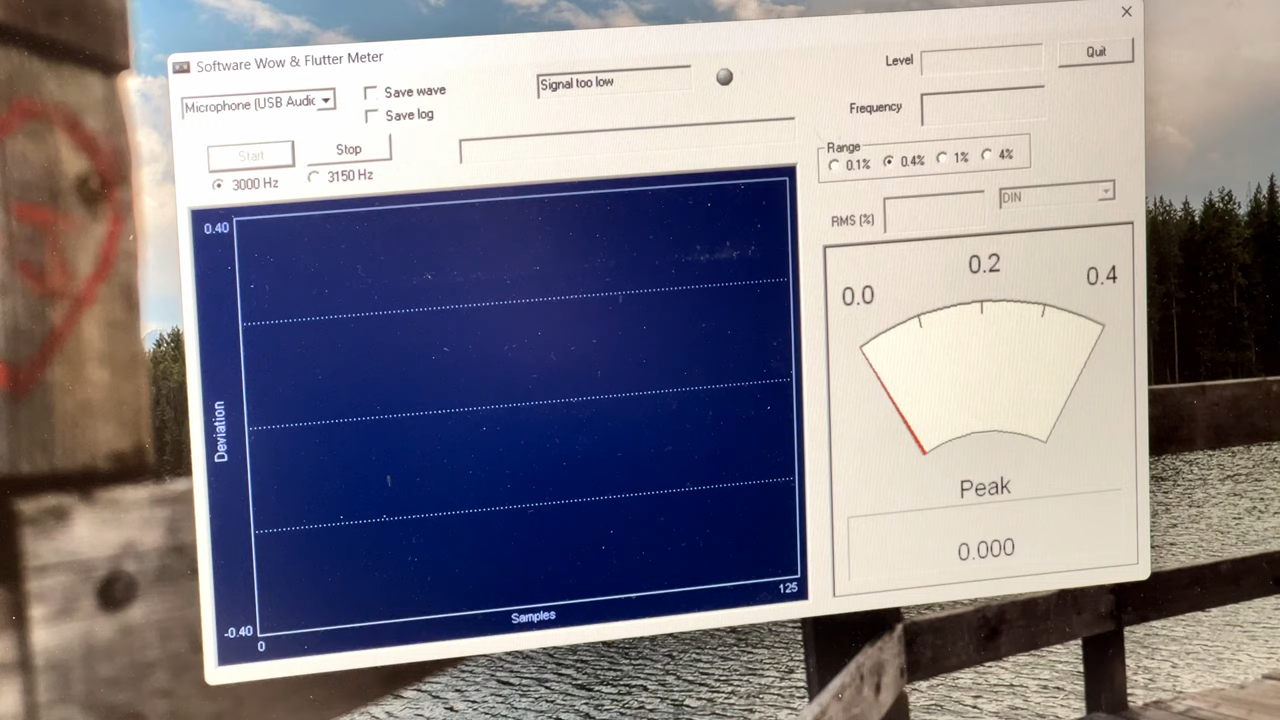 Software Wow & Flutter Meter
Microphone (USB Audic
Save wave
Save log
Signal too low
Level
Quit
Frequency
Start
Stop
3000 Hz
3150 Hz
Range
0.1%
0.4%
1%
4%
RMS (%)
DIN
0.40
Deviation
-0.40
0
Samples
125
0.0
0.2
0.4
Peak
0.000